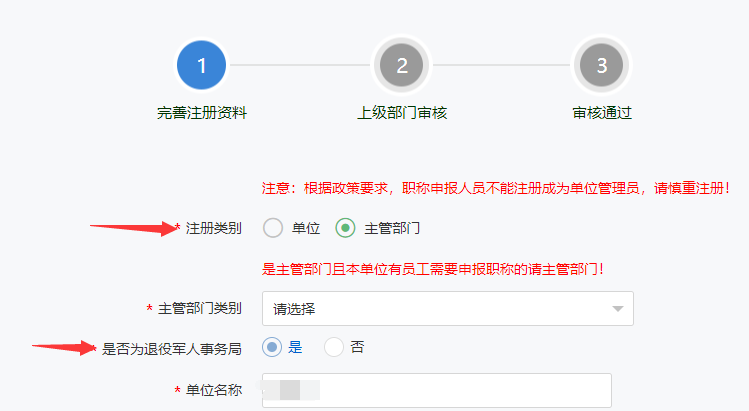 1 2 3
完善注册资料 上级部门审核 审核通过
注意：根据政策要求，职称申报人员不能注册成为单位管理员，请慎重注册！
* 注册类别 单位 主管部门
是主管部门且本单位有员工需要申报职称的请主管部门！
* 主管部门类别 请选择
* 是否为退役军人事务局 是 否
* 单位名称